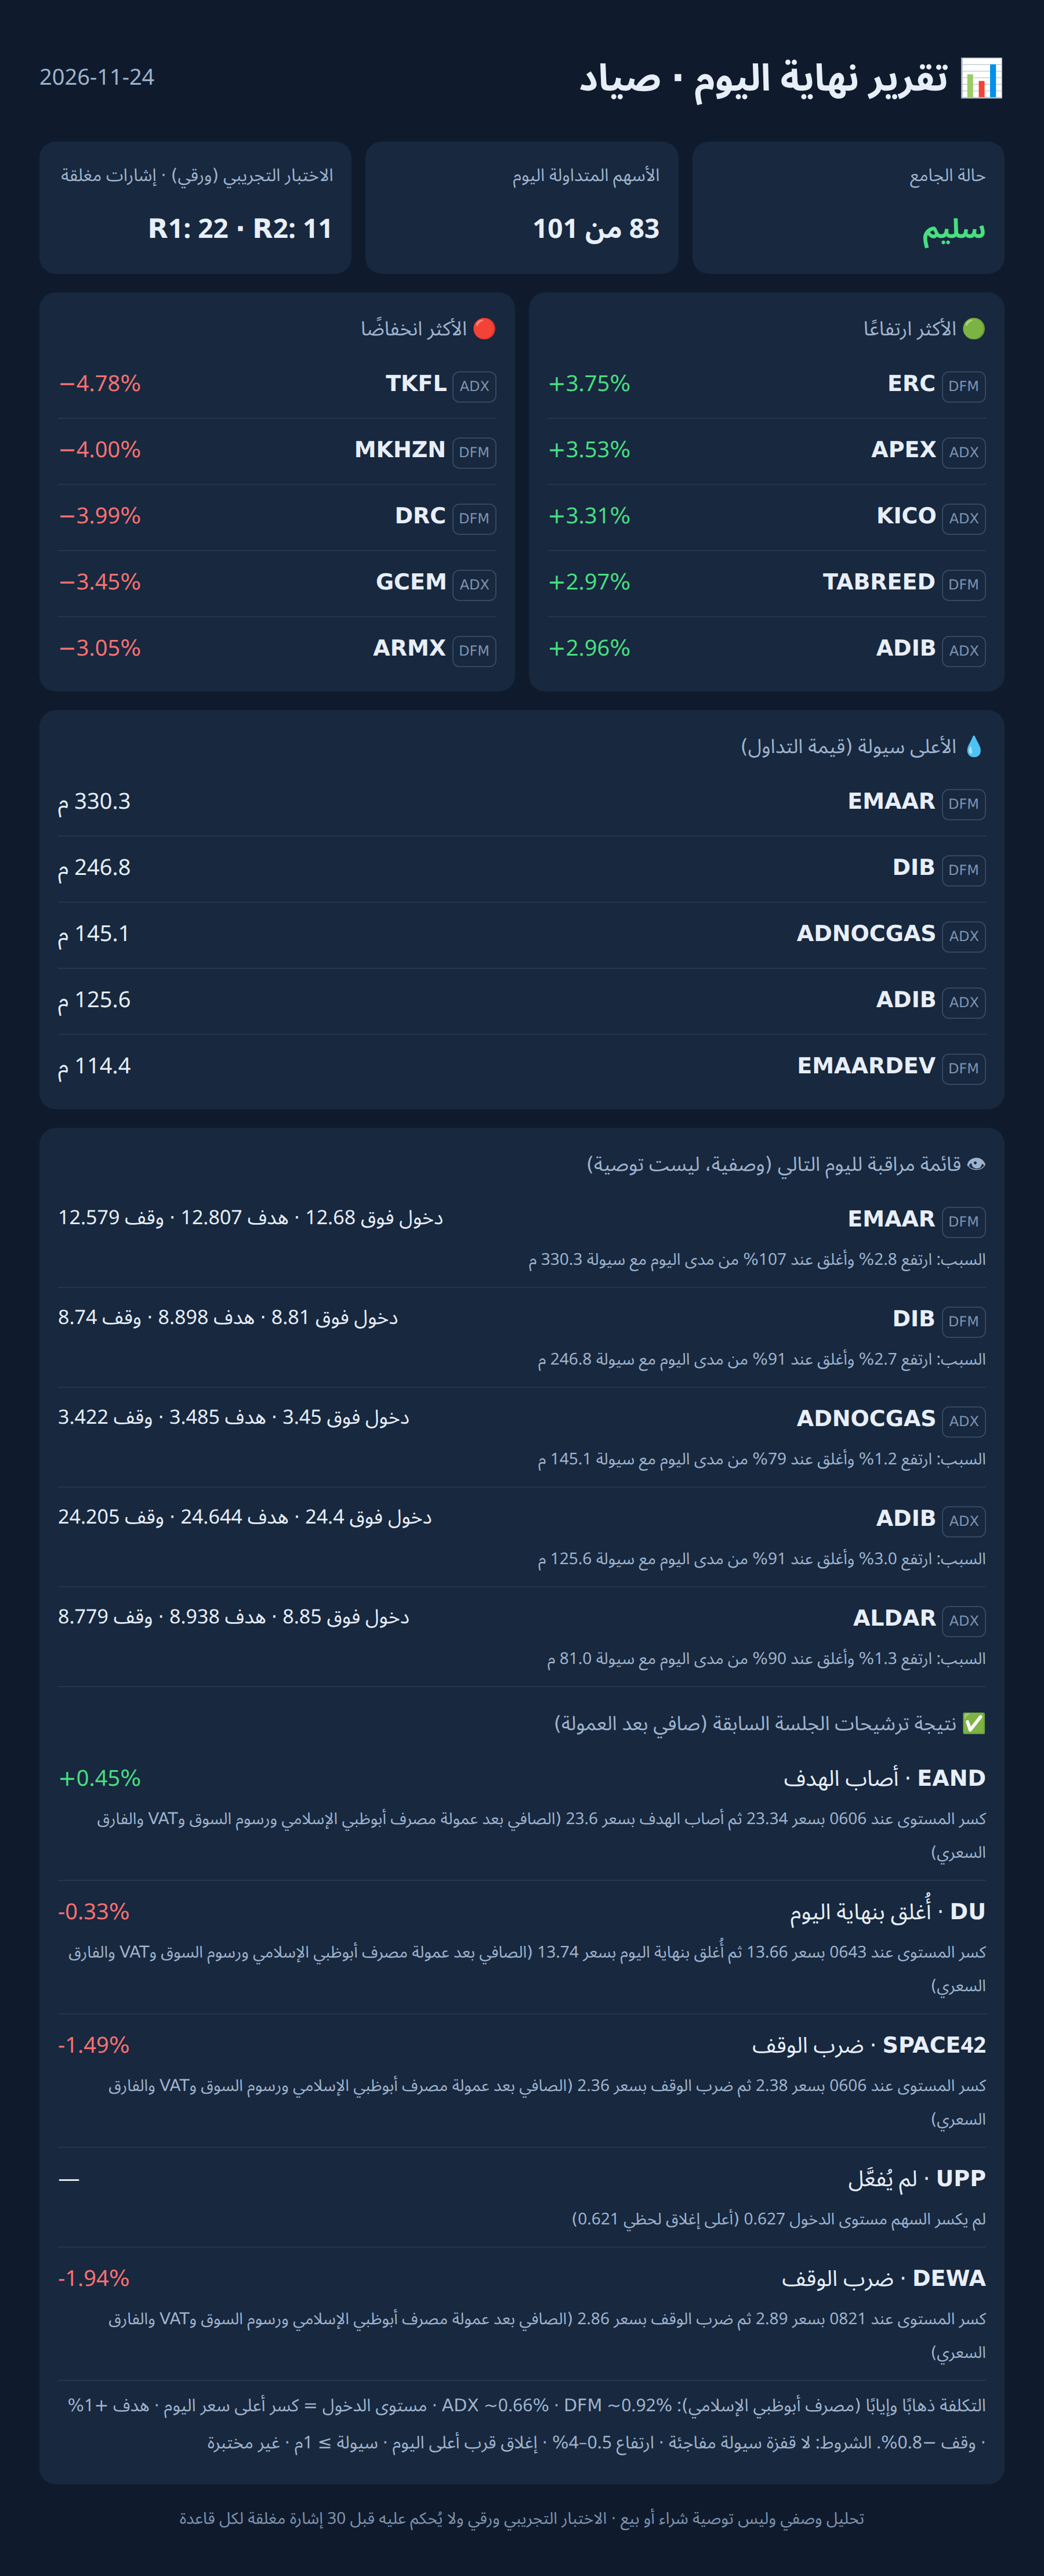 📊 تقرير نهاية اليوم · صياد
2026-11-24
حالة الجامع
سليم
الأسهم المتداولة اليوم
83 من 101
الاختبار التجريبي (ورقي) · إشارات مغلقة
R1: 22 · R2: 11
🟢 الأكثر ارتفاعًا
DFM ERC +3.75%
ADX APEX +3.53%
ADX KICO +3.31%
DFM TABREED +2.97%
ADX ADIB +2.96%
🔴 الأكثر انخفاضًا
ADX TKFL −4.78%
DFM MKHZN −4.00%
DFM DRC −3.99%
ADX GCEM −3.45%
DFM ARMX −3.05%
💧 الأعلى سيولة (قيمة التداول)
DFM EMAAR 330.3 م
DFM DIB 246.8 م
ADX ADNOCGAS 145.1 م
ADX ADIB 125.6 م
DFM EMAARDEV 114.4 م
👁 قائمة مراقبة لليوم التالي (وصفية، ليست توصية)
DFM EMAAR دخول فوق 12.68 · هدف 12.807 · وقف 12.579
السبب: ارتفع 2.8% وأغلق عند 107% من مدى اليوم مع سيولة 330.3 م
DFM DIB دخول فوق 8.81 · هدف 8.898 · وقف 8.74
السبب: ارتفع 2.7% وأغلق عند 91% من مدى اليوم مع سيولة 246.8 م
ADX ADNOCGAS دخول فوق 3.45 · هدف 3.485 · وقف 3.422
السبب: ارتفع 1.2% وأغلق عند 79% من مدى اليوم مع سيولة 145.1 م
ADX ADIB دخول فوق 24.4 · هدف 24.644 · وقف 24.205
السبب: ارتفع 3.0% وأغلق عند 91% من مدى اليوم مع سيولة 125.6 م
ADX ALDAR دخول فوق 8.85 · هدف 8.938 · وقف 8.779
السبب: ارتفع 1.3% وأغلق عند 90% من مدى اليوم مع سيولة 81.0 م
✅ نتيجة ترشيحات الجلسة السابقة (صافي بعد العمولة)
EAND · أصاب الهدف +0.45%
كسر المستوى عند 0606 بسعر 23.34 ثم أصاب الهدف بسعر 23.6 (الصافي بعد عمولة مصرف أبوظبي الإسلامي ورسوم السوق وVAT والفارق
السعري)
DU · أُغلق بنهاية اليوم -0.33%
كسر المستوى عند 0643 بسعر 13.66 ثم أُغلق بنهاية اليوم بسعر 13.74 (الصافي بعد عمولة مصرف أبوظبي الإسلامي ورسوم السوق وVAT والفارق
السعري)
SPACE42 · ضرب الوقف -1.49%
كسر المستوى عند 0606 بسعر 2.38 ثم ضرب الوقف بسعر 2.36 (الصافي بعد عمولة مصرف أبوظبي الإسلامي ورسوم السوق وVAT والفارق
السعري)
UPP · لم يُفعَّل —
لم يكسر السهم مستوى الدخول 0.627 (أعلى إغلاق لحظي 0.621)
DEWA · ضرب الوقف -1.94%
كسر المستوى عند 0821 بسعر 2.89 ثم ضرب الوقف بسعر 2.86 (الصافي بعد عمولة مصرف أبوظبي الإسلامي ورسوم السوق وVAT والفارق
السعري)
التكلفة ذهابًا وإيابًا (مصرف أبوظبي الإسلامي): ADX ~0.66% · DFM ~0.92% · مستوى الدخول = كسر أعلى سعر اليوم · هدف +1%
· وقف −0.8%. الشروط: لا قفزة سيولة مفاجئة · ارتفاع 0.5–4% · إغلاق قرب أعلى اليوم · سيولة ≥ 1م · غير مختبرة
تحليل وصفي وليس توصية شراء أو بيع · الاختبار التجريبي ورقي ولا يُحكم عليه قبل 30 إشارة مغلقة لكل قاعدة